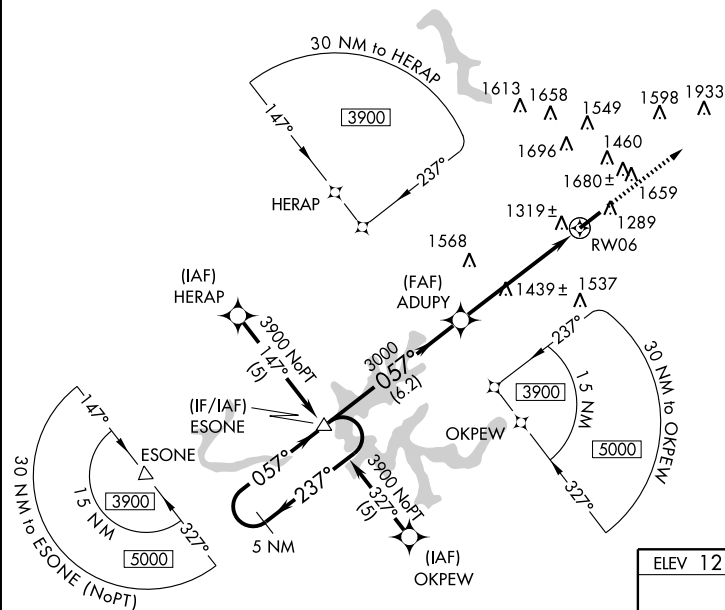 30 NM to HERAP
147°
3900
237°
HERAP
1613
1658
1549
1598
1933
1696
1460
1680±
1659
1319±
1289
RW06
1568
(FAF)
ADUPY
1439±
1537
(IAF)
HERAP
3900 NoPT
147°
(5)
3000
057°
(6.2)
(IF/IAF)
ESONE
237°
3900
15 NM
30 NM to OKPEW
OKPEW
5000
327°
147°
ESONE
3900
15 NM
327°
5000
30 NM to ESONE (NoPT)
057°
237°
5 NM
3900 NoPT
327°
(5)
(IAF)
OKPEW
ELEV 12